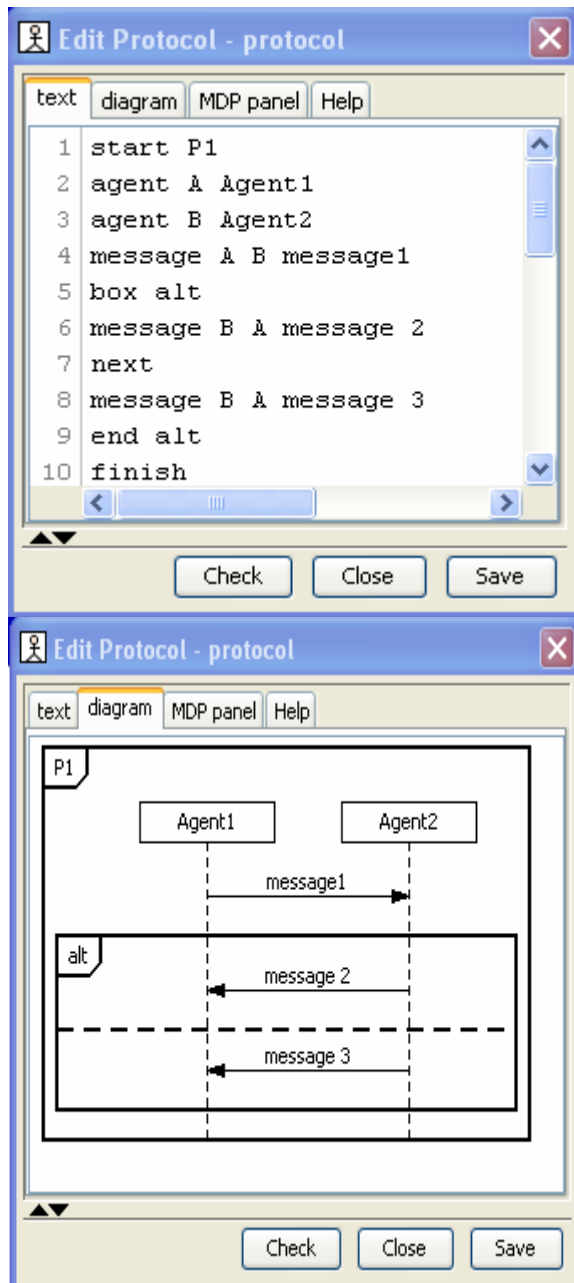 Edit Protocol - protocol
text diagram MDP panel Help
1 start P1
2 agent A Agent1
3 agent B Agent2
4 message A B message1
5 box alt
6 message B A message 2
7 next
8 message B A message 3
9 end alt
10 finish
Check Close Save
Edit Protocol - protocol
text diagram MDP panel Help
P1
Agent1 Agent2
message1
alt
message 2
message 3
Check Close Save